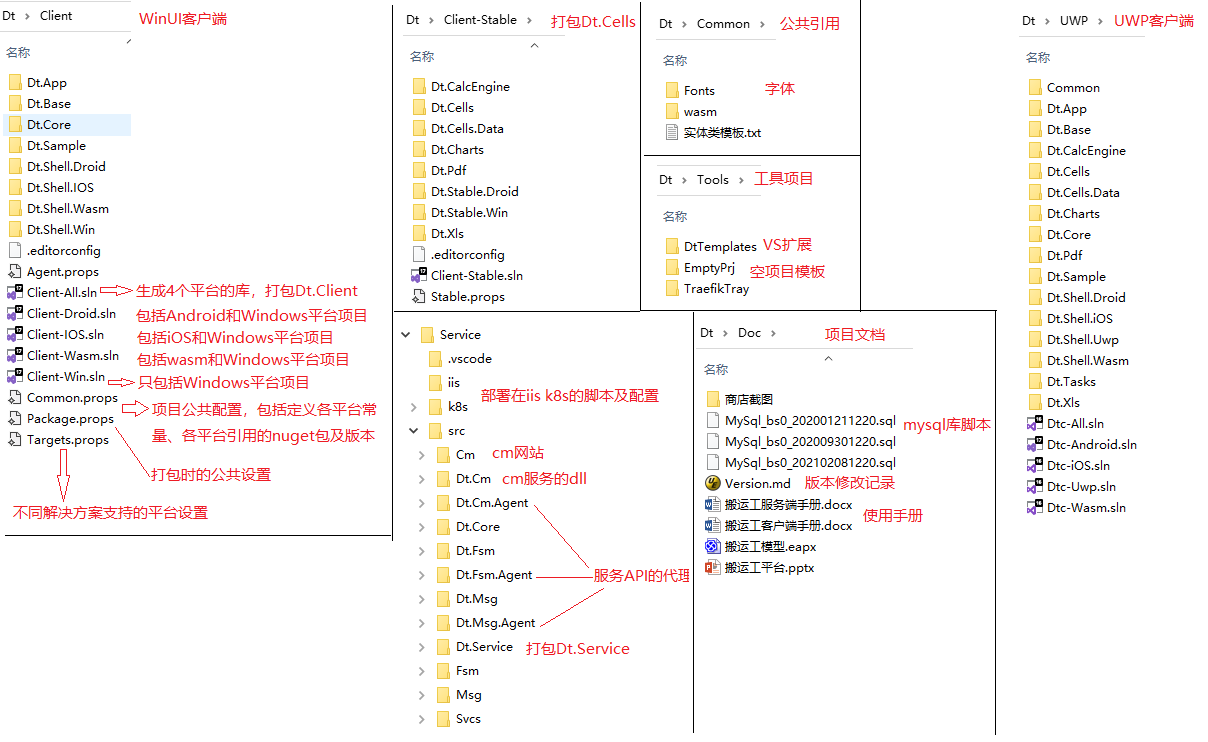 Dt > Client
WinUI客户端
名称
Dt.App
Dt.Base
Dt.Core
Dt.Sample
Dt.Shell.Droid
Dt.Shell.IOS
Dt.Shell.Wasm
Dt.Shell.Win
.editorconfig
Agent.props
Client-All.sln 生成4个平台的库，打包Dt.Client
Client-Droid.sln 包括Android和Windows平台项目
Client-IOS.sln 包括iOS和Windows平台项目
Client-Wasm.sln 包括wasm和Windows平台项目
Client-Win.sln 只包括Windows平台项目
Common.props
Package.props
Targets.props
项目公共配置，包括定义各平台常
量、各平台引用的nuget包及版本
打包时的公共设置
不同解决方案支持的平台设置
Dt > Client-Stable >
打包Dt.Cells
名称
Dt.CalcEngine
Dt.Cells
Dt.Cells.Data
Dt.Charts
Dt.Pdf
Dt.Stable.Droid
Dt.Stable.Win
Dt.Xls
.editorconfig
Client-Stable.sln
Stable.props
Dt > Common >
公共引用
名称
Fonts
字体
wasm
实体类模板.txt
Dt > Tools >
工具项目
名称
DtTemplates VS扩展
EmptyPrj 空项目模板
TraefikTray
Service
.vscode
iis
k8s
部署在iis k8s的脚本及配置
src
Cm cm网站
Dt.Cm cm服务的dll
Dt.Cm.Agent
Dt.Core
Dt.Fsm
Dt.Fsm.Agent
服务API的代理
Dt.Msg
Dt.Msg.Agent
Dt.Service 打包Dt.Service
Fsm
Msg
Svcs
Dt > Doc >
项目文档
名称
商店截图
MySql_bs0_202001211220.sql
MySql_bs0_202009301220.sql
MySql_bs0_202102081220.sql
mysql库脚本
Version.md 版本修改记录
搬运工服务端手册.docx
搬运工客户端手册.docx
使用手册
搬运工模型.eapx
搬运工平台.pptx
Dt > UWP >
UWP客户端
名称
Common
Dt.App
Dt.Base
Dt.CalcEngine
Dt.Cells
Dt.Cells.Data
Dt.Charts
Dt.Core
Dt.Pdf
Dt.Sample
Dt.Shell.Droid
Dt.Shell.iOS
Dt.Shell.Uwp
Dt.Shell.Wasm
Dt.Tasks
Dt.Xls
Dtc-All.sln
Dtc-Android.sln
Dtc-iOS.sln
Dtc-Uwp.sln
Dtc-Wasm.sln